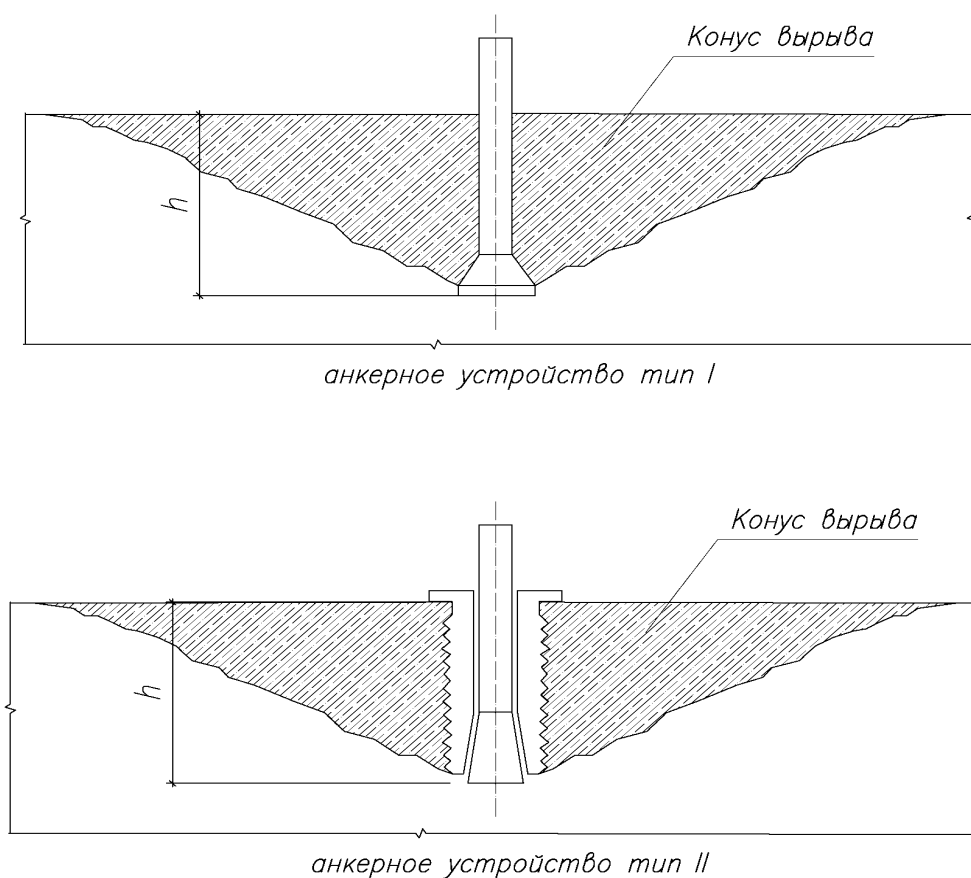 Конус вырыва
h
анкерное устройство тип I
Конус вырыва
h
анкерное устройство тип II